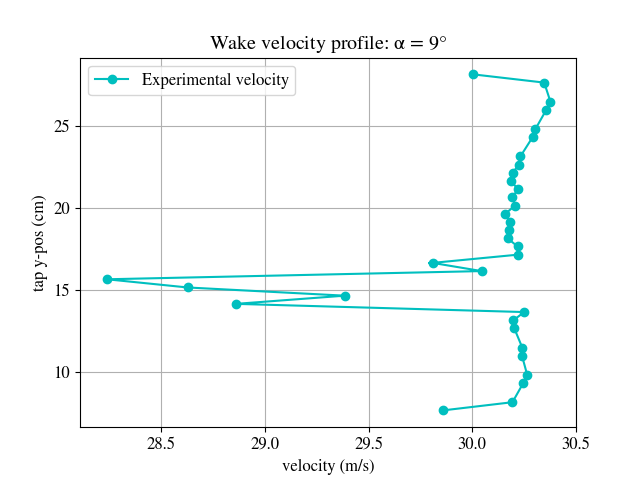 Wake velocity profile: α = 9°
Experimental velocity
tap y-pos (cm)
25
20
15
10
28.5 29.0 29.5 30.0 30.5
velocity (m/s)